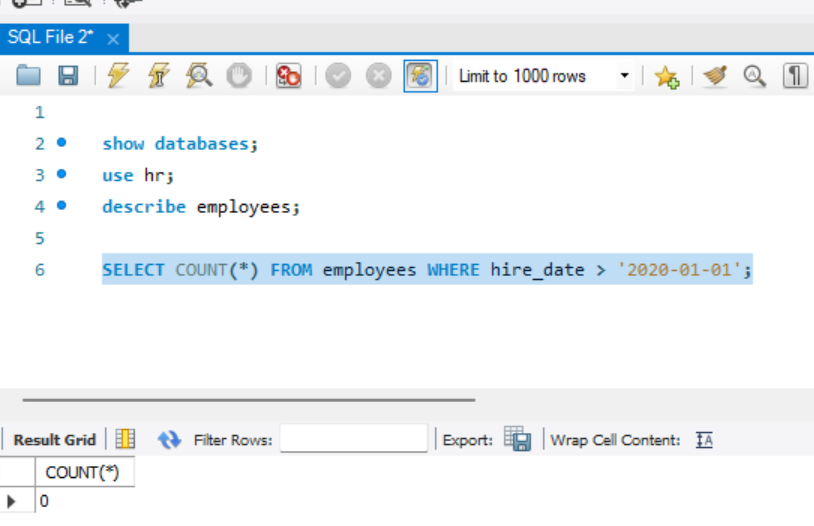 SQL File 2*
Limit to 1000 rows
1
2 show databases;
3 use hr;
4 describe employees;
5
6 SELECT COUNT(*) FROM employees WHERE hire_date > '2020-01-01';
Result Grid Filter Rows: Export: Wrap Cell Content: IA
COUNT(*)
0